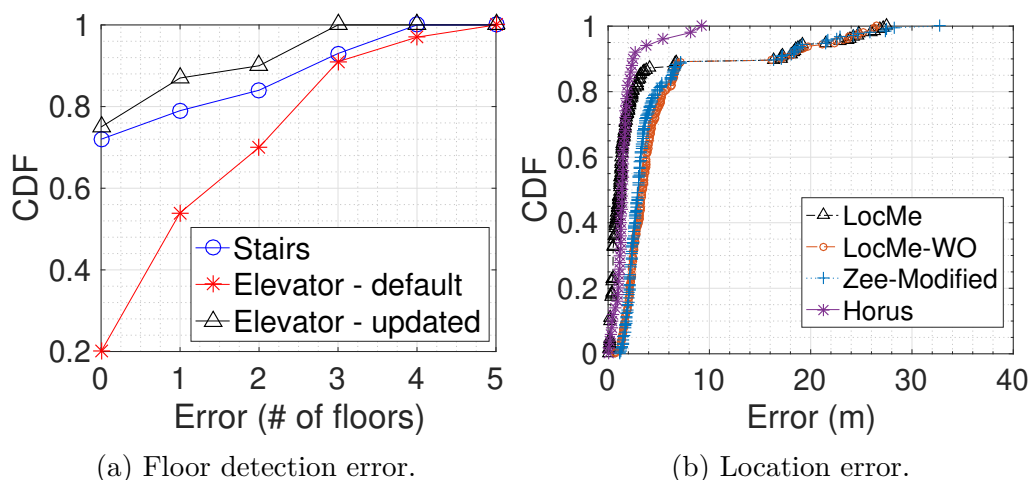 1
0.8
0.6
0.4
0.2
CDF
0 1 2 3 4 5
Error (# of floors)
Stairs
Elevator - default
Elevator - updated
(a) Floor detection error.
1
0.8
0.6
0.4
0.2
0
CDF
0 10 20 30 40
Error (m)
LocMe
LocMe-WO
Zee-Modified
Horus
(b) Location error.